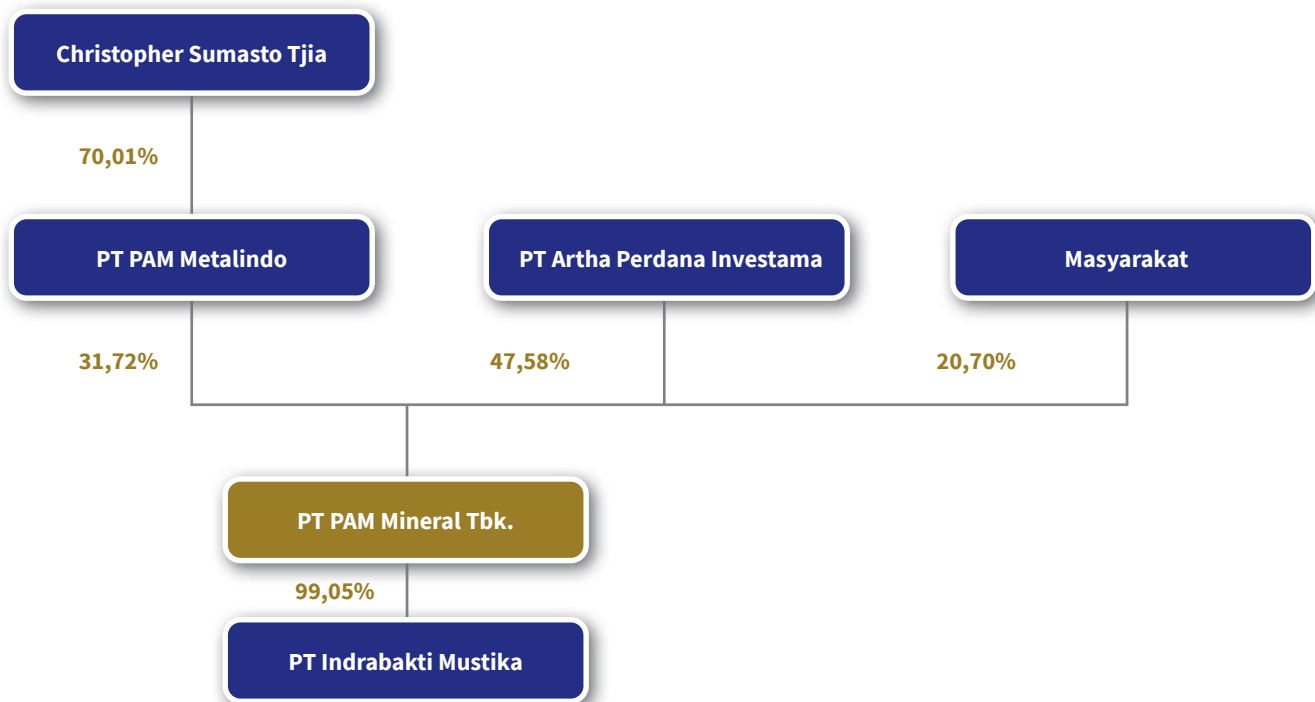 Christopher Sumasto Tjia
70,01%
PT PAM Metalindo
PT Artha Perdana Investama
Masyarakat
31,72%
47,58%
20,70%
PT PAM Mineral Tbk.
99,05%
PT Indrabakti Mustika